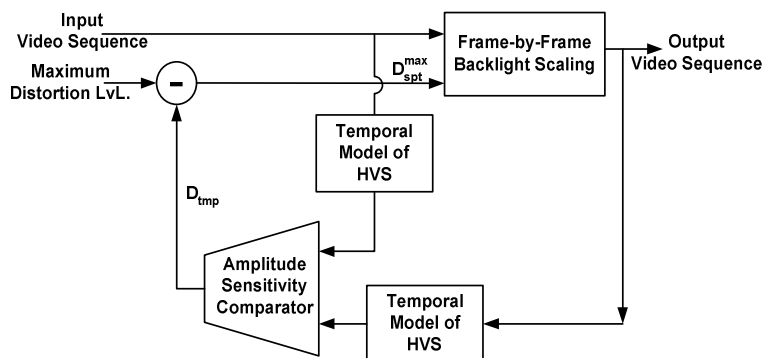 Input
Video Sequence
Maximum
Distortion LvL.
-
D spt max
Frame-by-Frame
Backlight Scaling
Output
Video Sequence
Temporal
Model of
HVS
D tmp
Amplitude
Sensitivity
Comparator
Temporal
Model of
HVS